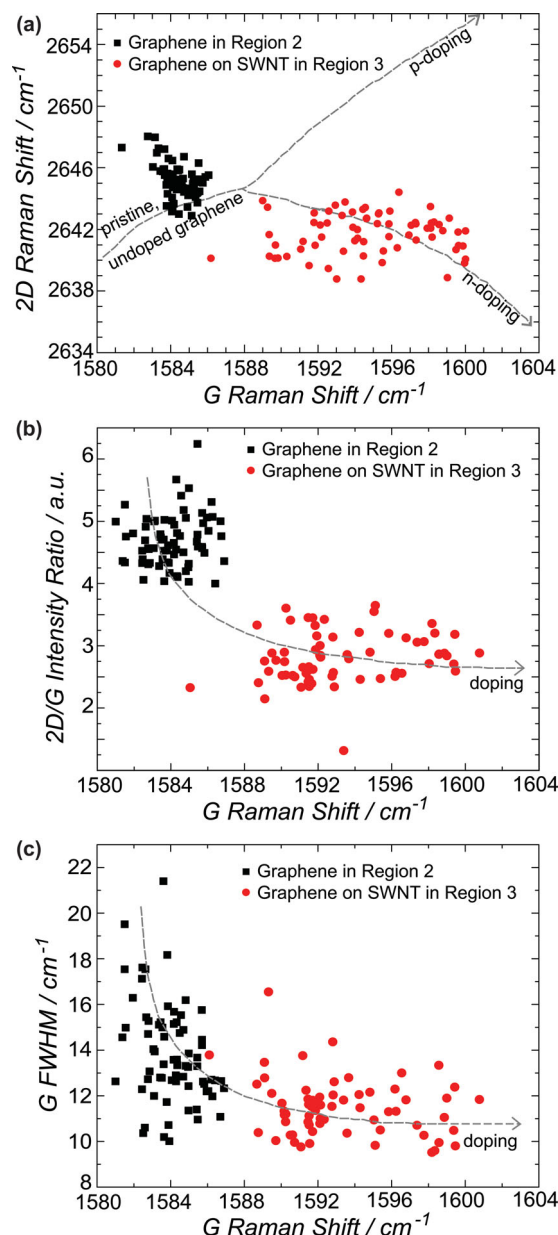 (a)
2656
2650
2646
2642
2638
2634
2D Raman Shift / cm-1
Graphene in Region 2
Graphene on SWNT in Region 3
p-doping
pristine,
undoped graphene
n-doping
1580 1584 1588 1592 1596 1600 1604
G Raman Shift / cm-1
(b)
6
5
4
3
2
2D/G Intensity Ratio / a.u.
Graphene in Region 2
Graphene on SWNT in Region 3
doping
1580 1584 1588 1592 1596 1600 1604
G Raman Shift / cm-1
(c)
22
20
18
16
14
12
10
8
G FWHM / cm-1
Graphene in Region 2
Graphene on SWNT in Region 3
doping
1580 1584 1588 1592 1596 1600 1604
G Raman Shift / cm-1